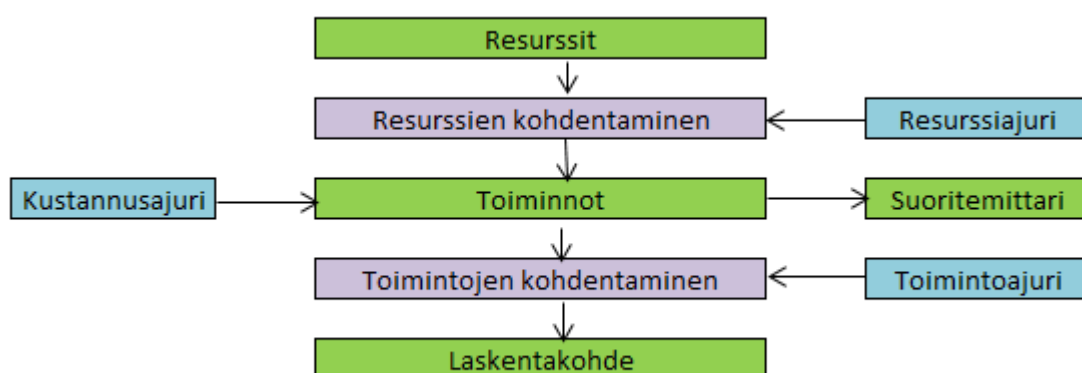 Resurssit
Resurssien kohdentaminen
Resurssiajuri
Kustannusajuri
Toiminnot
Suoritemittari
Toimintojen kohdentaminen
Toimintoajuri
Laskentakohde